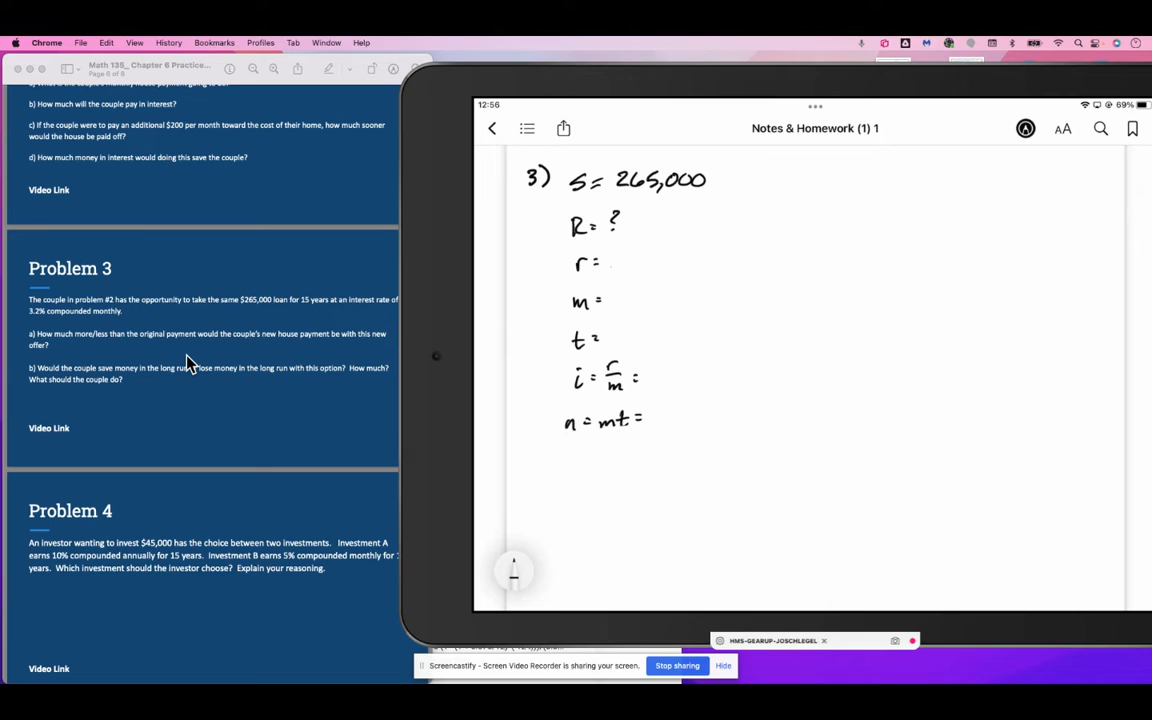 Chrome File Edit View History Bookmarks Profiles Tab Window Help
Math 135_ Chapter 6 Practice...
Page 6 of 6
b) How much will the couple pay in interest?
c) If the couple were to pay an additional $200 per month toward the cost of their home, how much sooner
would the house be paid off?
d) How much money in interest would doing this save the couple?
Video Link
Problem 3
The couple in problem #2 has the opportunity to take the same $265,000 loan for 15 years at an interest rate of
3.2% compounded monthly.
a) How much more/less than the original payment would the couple's new house payment be with this new
offer?
b) Would the couple save money in the long run lose money in the long run with this option? How much?
What should the couple do?
Video Link
Problem 4
An investor wanting to invest $45,000 has the choice between two investments. Investment A
earns 10% compounded annually for 15 years. Investment B earns 5% compounded monthly for
years. Which investment should the investor choose? Explain your reasoning.
Video Link
12:56
69%
Notes & Homework (1) 1
AA
3) S = 265,000
R = ?
r =
m =
t =
i = r/m =
n = mt =
HMS-GEARUP-JOSCHLEGEL
Screencastify - Screen Video Recorder is sharing your screen. Stop sharing Hide